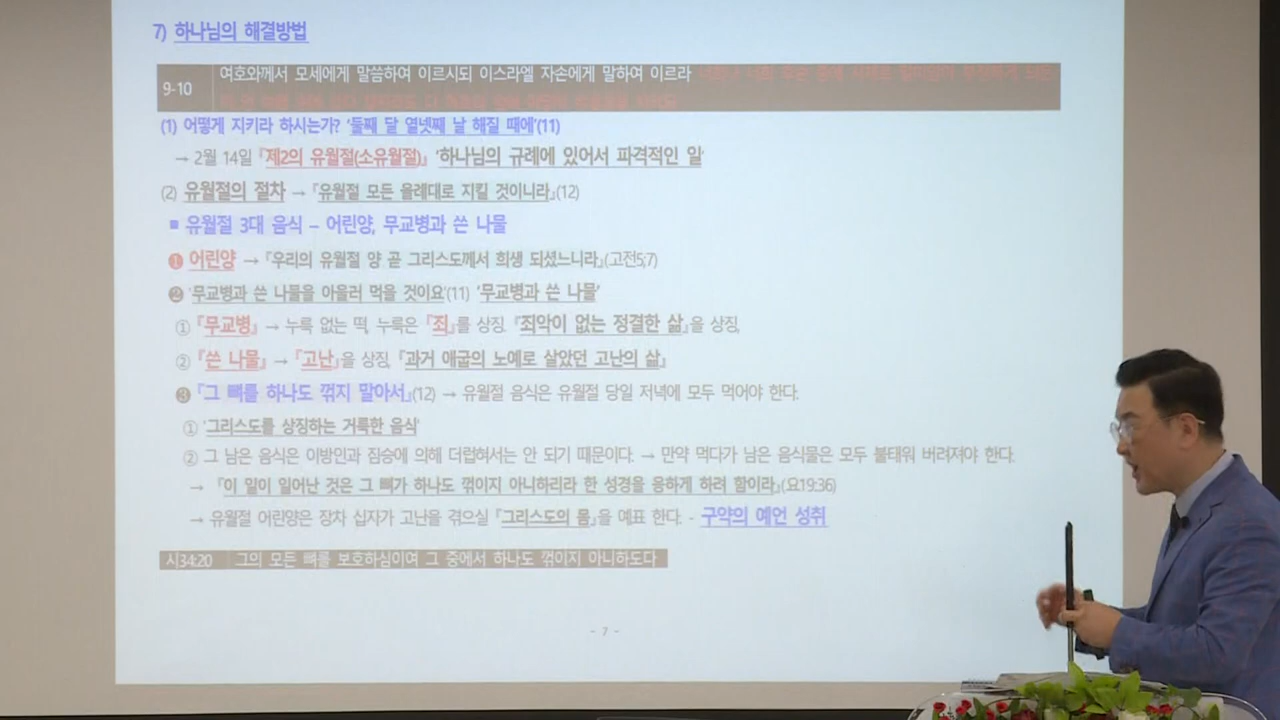 7) 하나님의 해결방법
9-10 여호와께서 모세에게 말씀하여 이르시되 이스라엘 자손에게 말하여 이르라
(1) 어떻게 지키라 하시는가? '둘째 달 열넷째 날 해질 때에'(11)
→ 2월 14일 『제2의 유월절(소유월절)』 '하나님의 규례에 있어서 파격적인 일'
(2) 유월절의 절차 → 『유월절 모든 율례대로 지킬 것이니라』(12)
■ 유월절 3대 음식 – 어린양, 무교병과 쓴 나물
❶ 어린양 → 『우리의 유월절 양 곧 그리스도께서 희생 되셨느니라』(고전5;7)
❷ '무교병과 쓴 나물을 아울러 먹을 것이요'(11) '무교병과 쓴 나물'
① 『무교병』 → 누룩 없는 떡, 누룩은 『죄』를 상징, 『죄악이 없는 정결한 삶』을 상징,
② 『쓴 나물』 → 『고난』을 상징, 『과거 애굽의 노예로 살았던 고난의 삶』
❸ 『그 뼈를 하나도 꺾지 말아서』(12) → 유월절 음식은 유월절 당일 저녁에 모두 먹어야 한다.
① '그리스도를 상징하는 거룩한 음식'
② 그 남은 음식은 이방인과 짐승에 의해 더럽혀서는 안 되기 때문이다. → 만약 먹다가 남은 음식물은 모두 불태워 버려져야 한다.
→ 『이 일이 일어난 것은 그 뼈가 하나도 꺾이지 아니하리라 한 성경을 응하게 하려 함이라』(요19:36)
→ 유월절 어린양은 장차 십자가 고난을 겪으실 『그리스도의 몸』을 예표 한다. - 구약의 예언 성취
시34:20 그의 모든 뼈를 보호하심이여 그 중에서 하나도 꺾이지 아니하도다
- 7 -